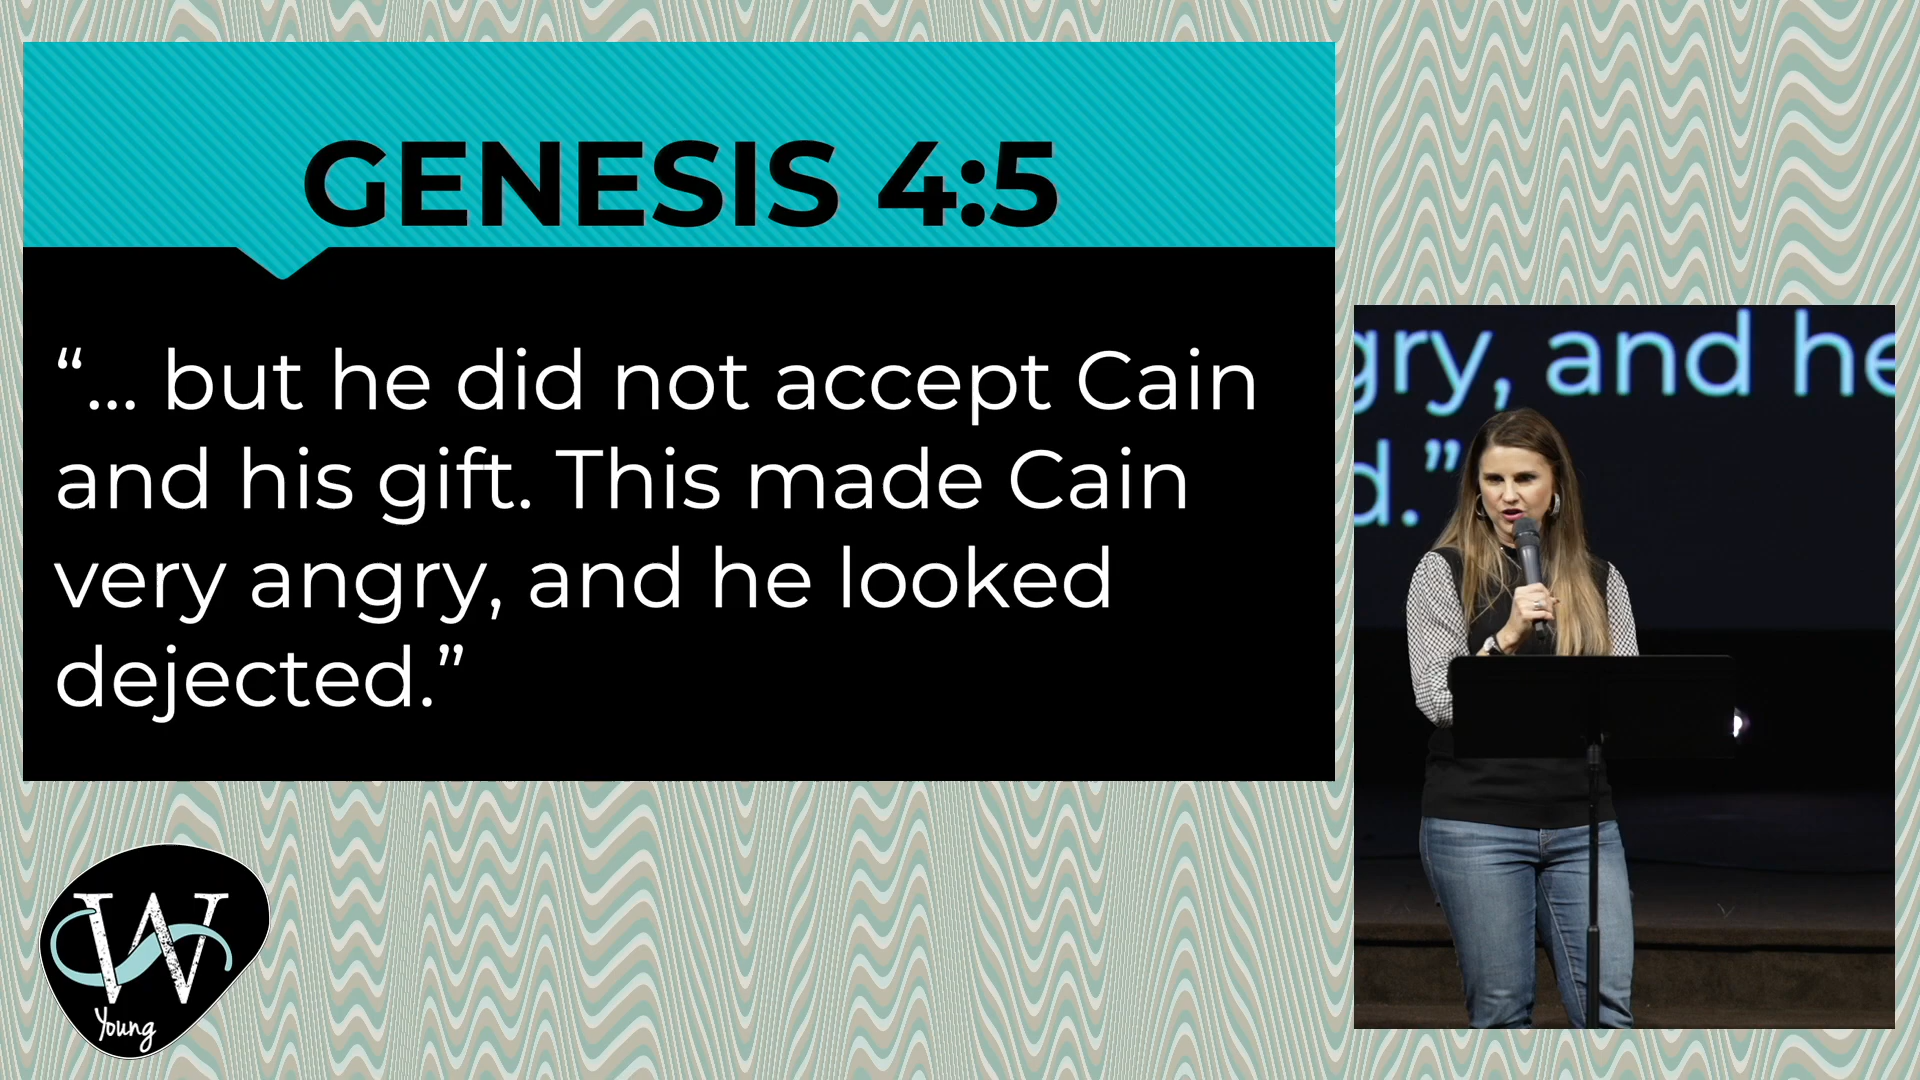 GENESIS 4:5
“... but he did not accept Cain
and his gift. This made Cain
very angry, and he looked
dejected.”
gry, and he
d.”
W
Young